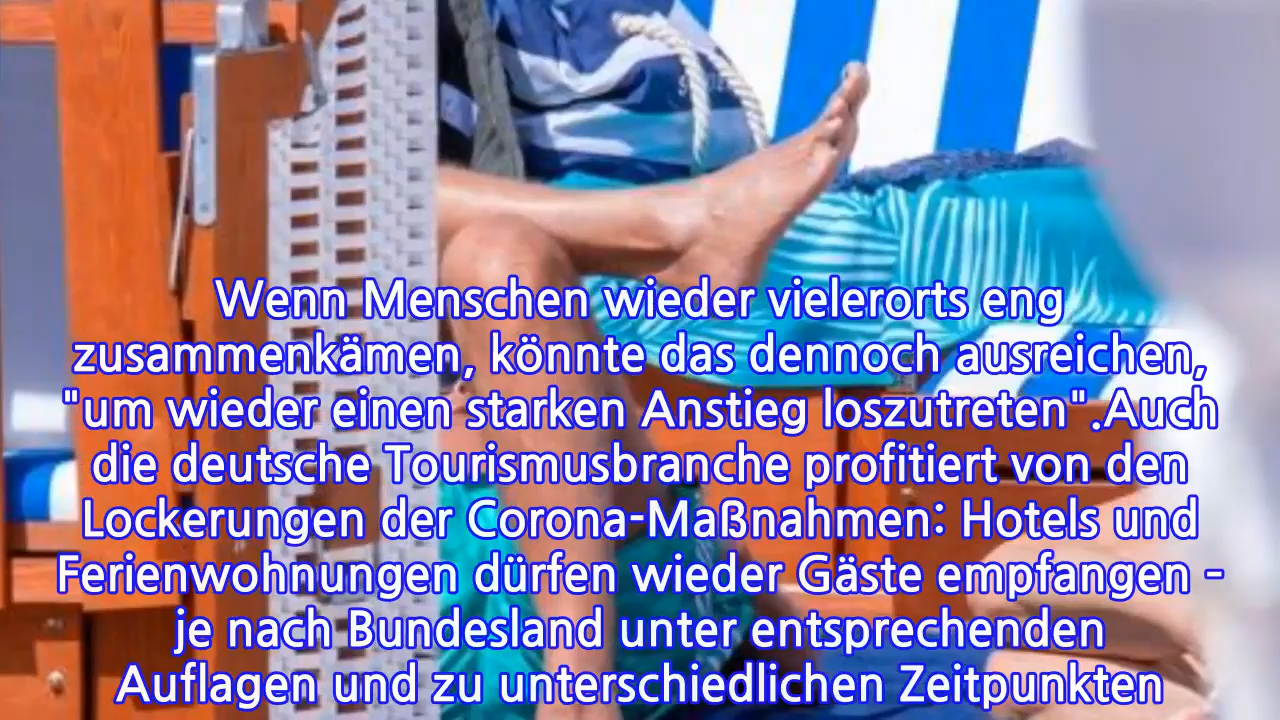 Wenn Menschen wieder vielerorts eng
zusammenkämen, könnte das dennoch ausreichen,
"um wieder einen starken Anstieg loszutreten".Auch
die deutsche Tourismusbranche profitiert von den
Lockerungen der Corona-Maßnahmen: Hotels und
Ferienwohnungen dürfen wieder Gäste empfangen -
je nach Bundesland unter entsprechenden
Auflagen und zu unterschiedlichen Zeitpunkten